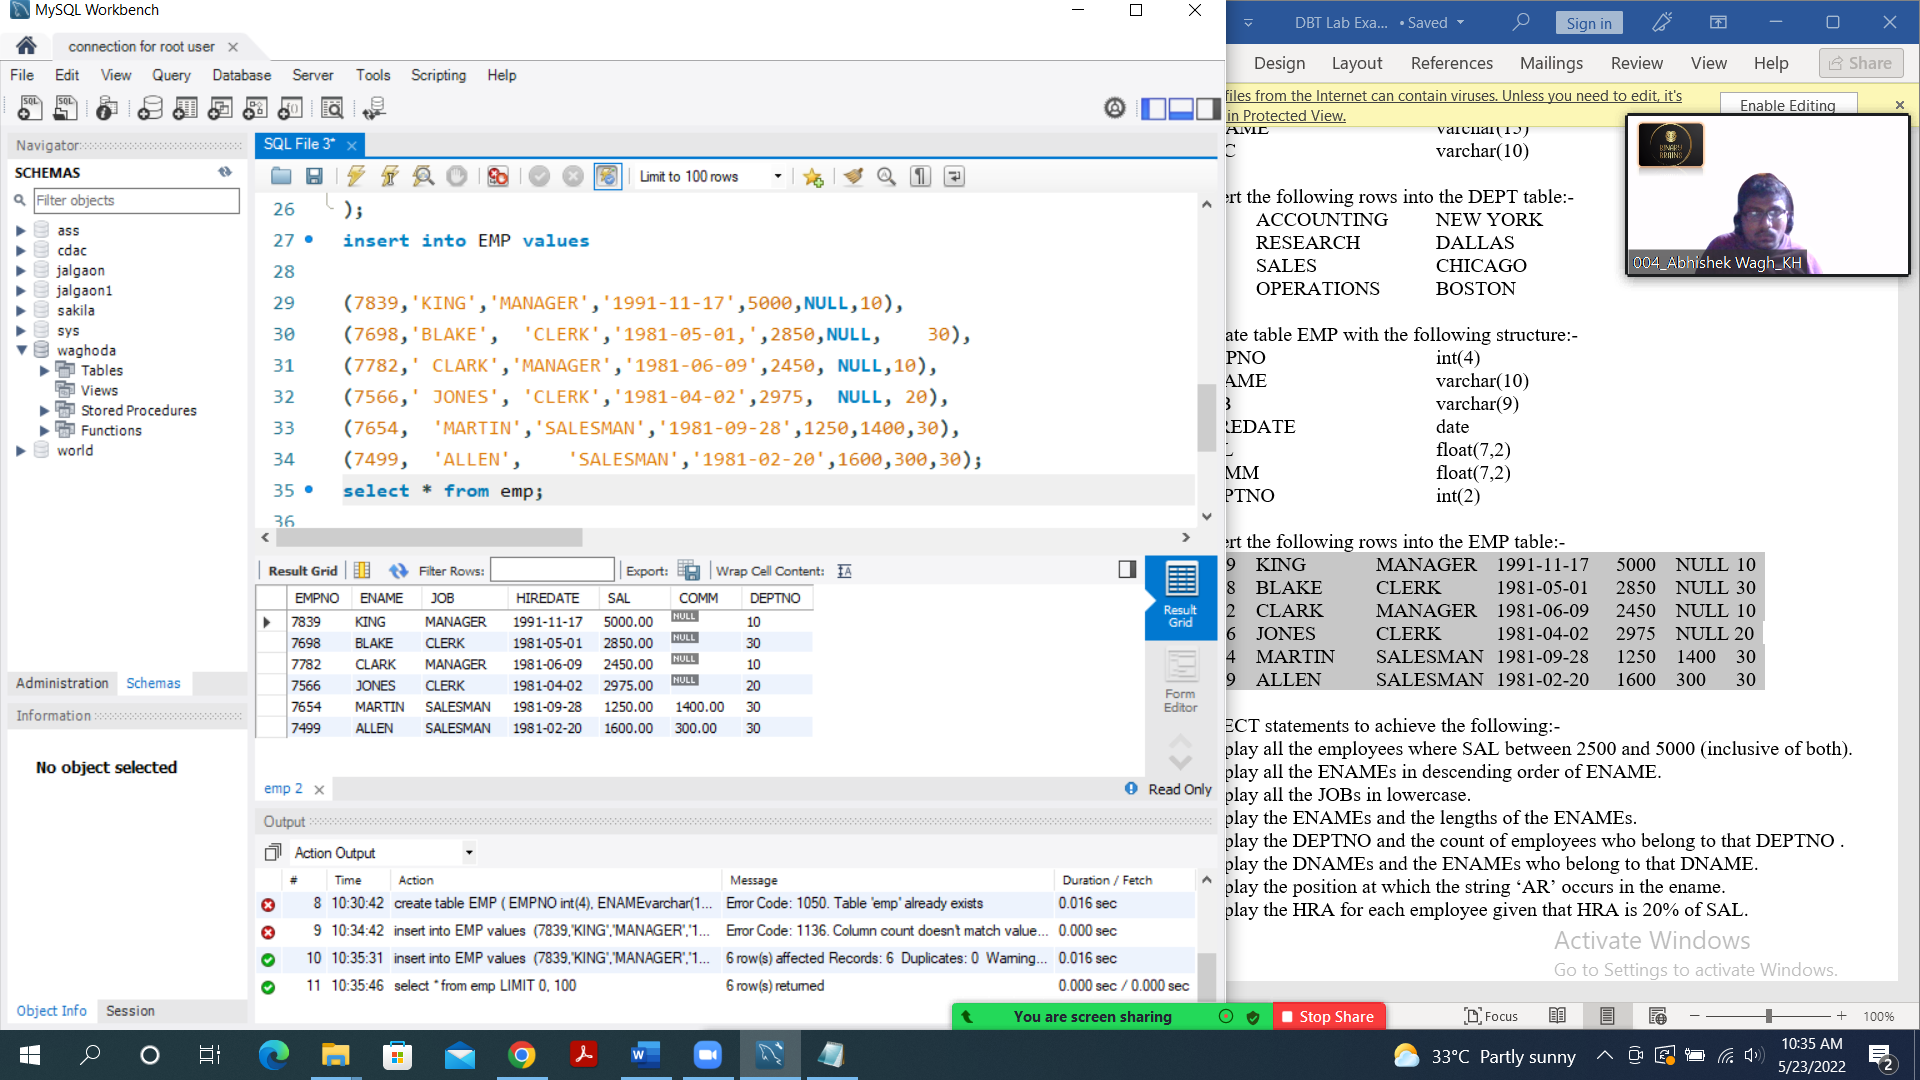 MySQL Workbench
connection for root user
File Edit View Query Database Server Tools Scripting Help
Navigator
SCHEMAS
Filter objects
ass
cdac
jalgaon
jalgaon1
sakila
sys
waghoda
Tables
Views
Stored Procedures
Functions
world
Administration Schemas
Information
No object selected
Object Info Session
SQL File 3*
Limit to 100 rows
26 );
27 insert into EMP values
28
29 (7839,'KING','MANAGER','1991-11-17',5000,NULL,10),
30 (7698,'BLAKE', 'CLERK','1981-05-01,',2850,NULL, 30),
31 (7782,' CLARK','MANAGER','1981-06-09',2450, NULL,10),
32 (7566,' JONES', 'CLERK','1981-04-02',2975, NULL, 20),
33 (7654, 'MARTIN','SALESMAN','1981-09-28',1250,1400,30),
34 (7499, 'ALLEN', 'SALESMAN','1981-02-20',1600,300,30);
35 select * from emp;
36
Result Grid Filter Rows: Export: Wrap Cell Content:
EMPNO ENAME JOB HIREDATE SAL COMM DEPTNO
7839 KING MANAGER 1991-11-17 5000.00 NULL 10
7698 BLAKE CLERK 1981-05-01 2850.00 NULL 30
7782 CLARK MANAGER 1981-06-09 2450.00 NULL 10
7566 JONES CLERK 1981-04-02 2975.00 NULL 20
7654 MARTIN SALESMAN 1981-09-28 1250.00 1400.00 30
7499 ALLEN SALESMAN 1981-02-20 1600.00 300.00 30
Result
Grid
Form
Editor
emp 2
Read Only
Output
Action Output
# Time Action Message Duration / Fetch
8 10:30:42 create table EMP ( EMPNO int(4), ENAMEvarchar(1... Error Code: 1050. Table 'emp' already exists 0.016 sec
9 10:34:42 insert into EMP values (7839,'KING','MANAGER','1... Error Code: 1136. Column count doesn't match value... 0.000 sec
10 10:35:31 insert into EMP values (7839,'KING','MANAGER','1... 6 row(s) affected Records: 6 Duplicates: 0 Warning... 0.016 sec
11 10:35:46 select * from emp LIMIT 0, 100 6 row(s) returned 0.000 sec / 0.000 sec
You are screen sharing Stop Share
DBT Lab Exa... • Saved
Sign in
Design Layout References Mailings Review View Help Share
files from the Internet can contain viruses. Unless you need to edit, it's
in Protected View.
Enable Editing
AME varchar(15)
C varchar(10)
BINARY BRAINS
004_Abhishek Wagh_KH
ert the following rows into the DEPT table:-
ACCOUNTING NEW YORK
RESEARCH DALLAS
SALES CHICAGO
OPERATIONS BOSTON
ate table EMP with the following structure:-
PNO int(4)
AME varchar(10)
B varchar(9)
REDATE date
L float(7,2)
MM float(7,2)
PTNO int(2)
ert the following rows into the EMP table:-
9 KING MANAGER 1991-11-17 5000 NULL 10
8 BLAKE CLERK 1981-05-01 2850 NULL 30
2 CLARK MANAGER 1981-06-09 2450 NULL 10
6 JONES CLERK 1981-04-02 2975 NULL 20
4 MARTIN SALESMAN 1981-09-28 1250 1400 30
9 ALLEN SALESMAN 1981-02-20 1600 300 30
ECT statements to achieve the following:-
play all the employees where SAL between 2500 and 5000 (inclusive of both).
play all the ENAMEs in descending order of ENAME.
play all the JOBs in lowercase.
play the ENAMEs and the lengths of the ENAMEs.
play the DEPTNO and the count of employees who belong to that DEPTNO .
play the DNAMEs and the ENAMEs who belong to that DNAME.
play the position at which the string ‘AR’ occurs in the ename.
play the HRA for each employee given that HRA is 20% of SAL.
Activate Windows
Go to Settings to activate Windows.
Focus 100%
33°C Partly sunny
10:35 AM
5/23/2022
2